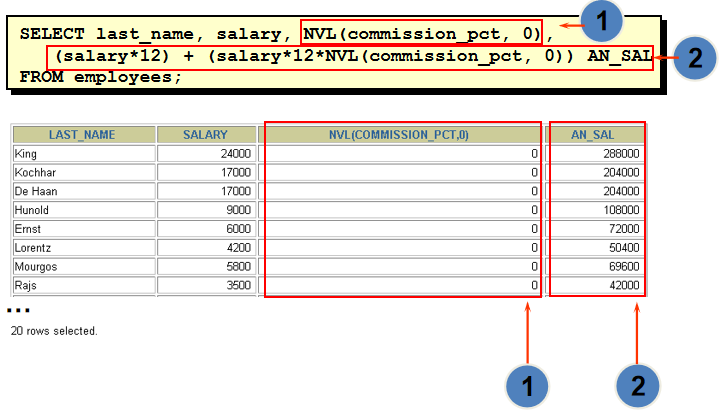 SELECT last_name, salary, NVL(commission_pct, 0),
1
(salary*12) + (salary*12*NVL(commission_pct, 0)) AN_SAL
2
FROM employees;
LAST_NAME SALARY NVL(COMMISSION_PCT,0) AN_SAL
King 24000 0 288000
Kochhar 17000 0 204000
De Haan 17000 0 204000
Hunold 9000 0 108000
Ernst 6000 0 72000
Lorentz 4200 0 50400
Mourgos 5800 0 69600
Rajs 3500 0 42000
...
20 rows selected.
1 2